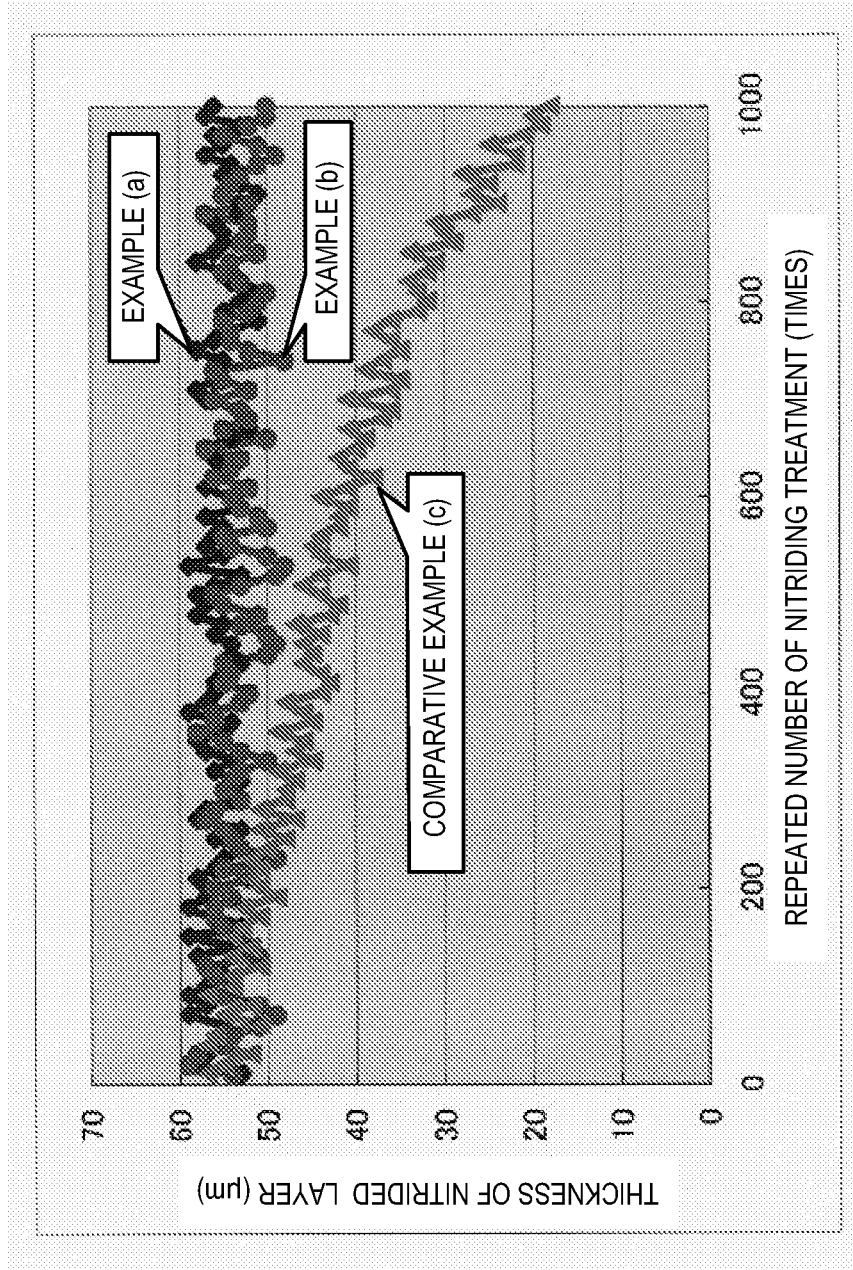 THICKNESS OF NITRIDED LAYER (μm)
70
60
50
40
30
20
10
0
EXAMPLE (a)
EXAMPLE (b)
COMPARATIVE EXAMPLE (c)
0 200 400 600 800 1000
REPEATED NUMBER OF NITRIDING TREATMENT (TIMES)